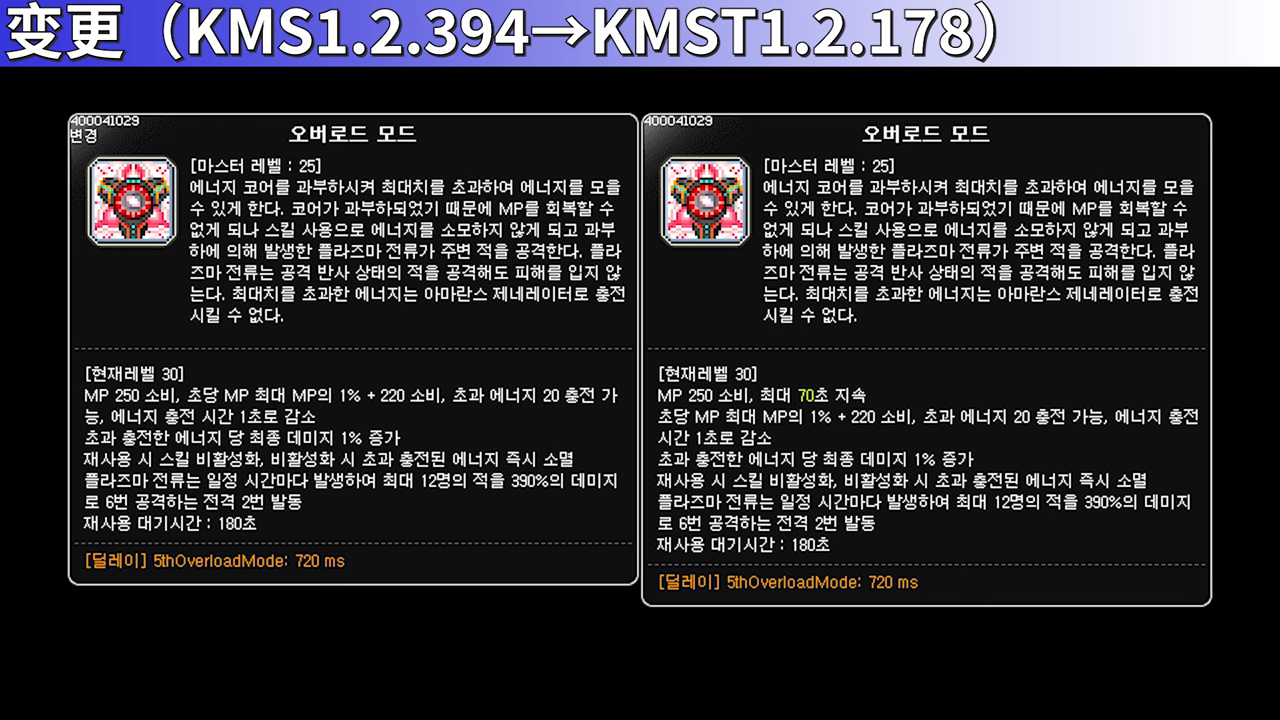 变更（KMS1.2.394→KMST1.2.178）
400041029
변경
오버로드 모드
[마스터 레벨 : 25]
에너지 코어를 과부하시켜 최대치를 초과하여 에너지를 모을
수 있게 한다. 코어가 과부하되었기 때문에 MP를 회복할 수
없게 되나 스킬 사용으로 에너지를 소모하지 않게 되고 과부
하에 의해 발생한 플라즈마 전류가 주변 적을 공격한다. 플라
즈마 전류는 공격 반사 상태의 적을 공격해도 피해를 입지 않
는다. 최대치를 초과한 에너지는 아마란스 제네레이터로 충전
시킬 수 없다.
[현재레벨 30]
MP 250 소비, 초당 MP 최대 MP의 1% + 220 소비, 초과 에너지 20 충전 가
능, 에너지 충전 시간 1초로 감소
초과 충전한 에너지 당 최종 데미지 1% 증가
재사용 시 스킬 비활성화, 비활성화 시 초과 충전된 에너지 즉시 소멸
플라즈마 전류는 일정 시간마다 발생하여 최대 12명의 적을 390%의 데미지
로 6번 공격하는 전격 2번 발동
재사용 대기시간 : 180초
[딜레이] 5thOverloadMode: 720 ms
400041029
오버로드 모드
[마스터 레벨 : 25]
에너지 코어를 과부하시켜 최대치를 초과하여 에너지를 모을
수 있게 한다. 코어가 과부하되었기 때문에 MP를 회복할 수
없게 되나 스킬 사용으로 에너지를 소모하지 않게 되고 과부
하에 의해 발생한 플라즈마 전류가 주변 적을 공격한다. 플라
즈마 전류는 공격 반사 상태의 적을 공격해도 피해를 입지 않
는다. 최대치를 초과한 에너지는 아마란스 제네레이터로 충전
시킬 수 없다.
[현재레벨 30]
MP 250 소비, 최대 70초 지속
초당 MP 최대 MP의 1% + 220 소비, 초과 에너지 20 충전 가능, 에너지 충전
시간 1초로 감소
초과 충전한 에너지 당 최종 데미지 1% 증가
재사용 시 스킬 비활성화, 비활성화 시 초과 충전된 에너지 즉시 소멸
플라즈마 전류는 일정 시간마다 발생하여 최대 12명의 적을 390%의 데미지
로 6번 공격하는 전격 2번 발동
재사용 대기시간 : 180초
[딜레이] 5thOverloadMode: 720 ms